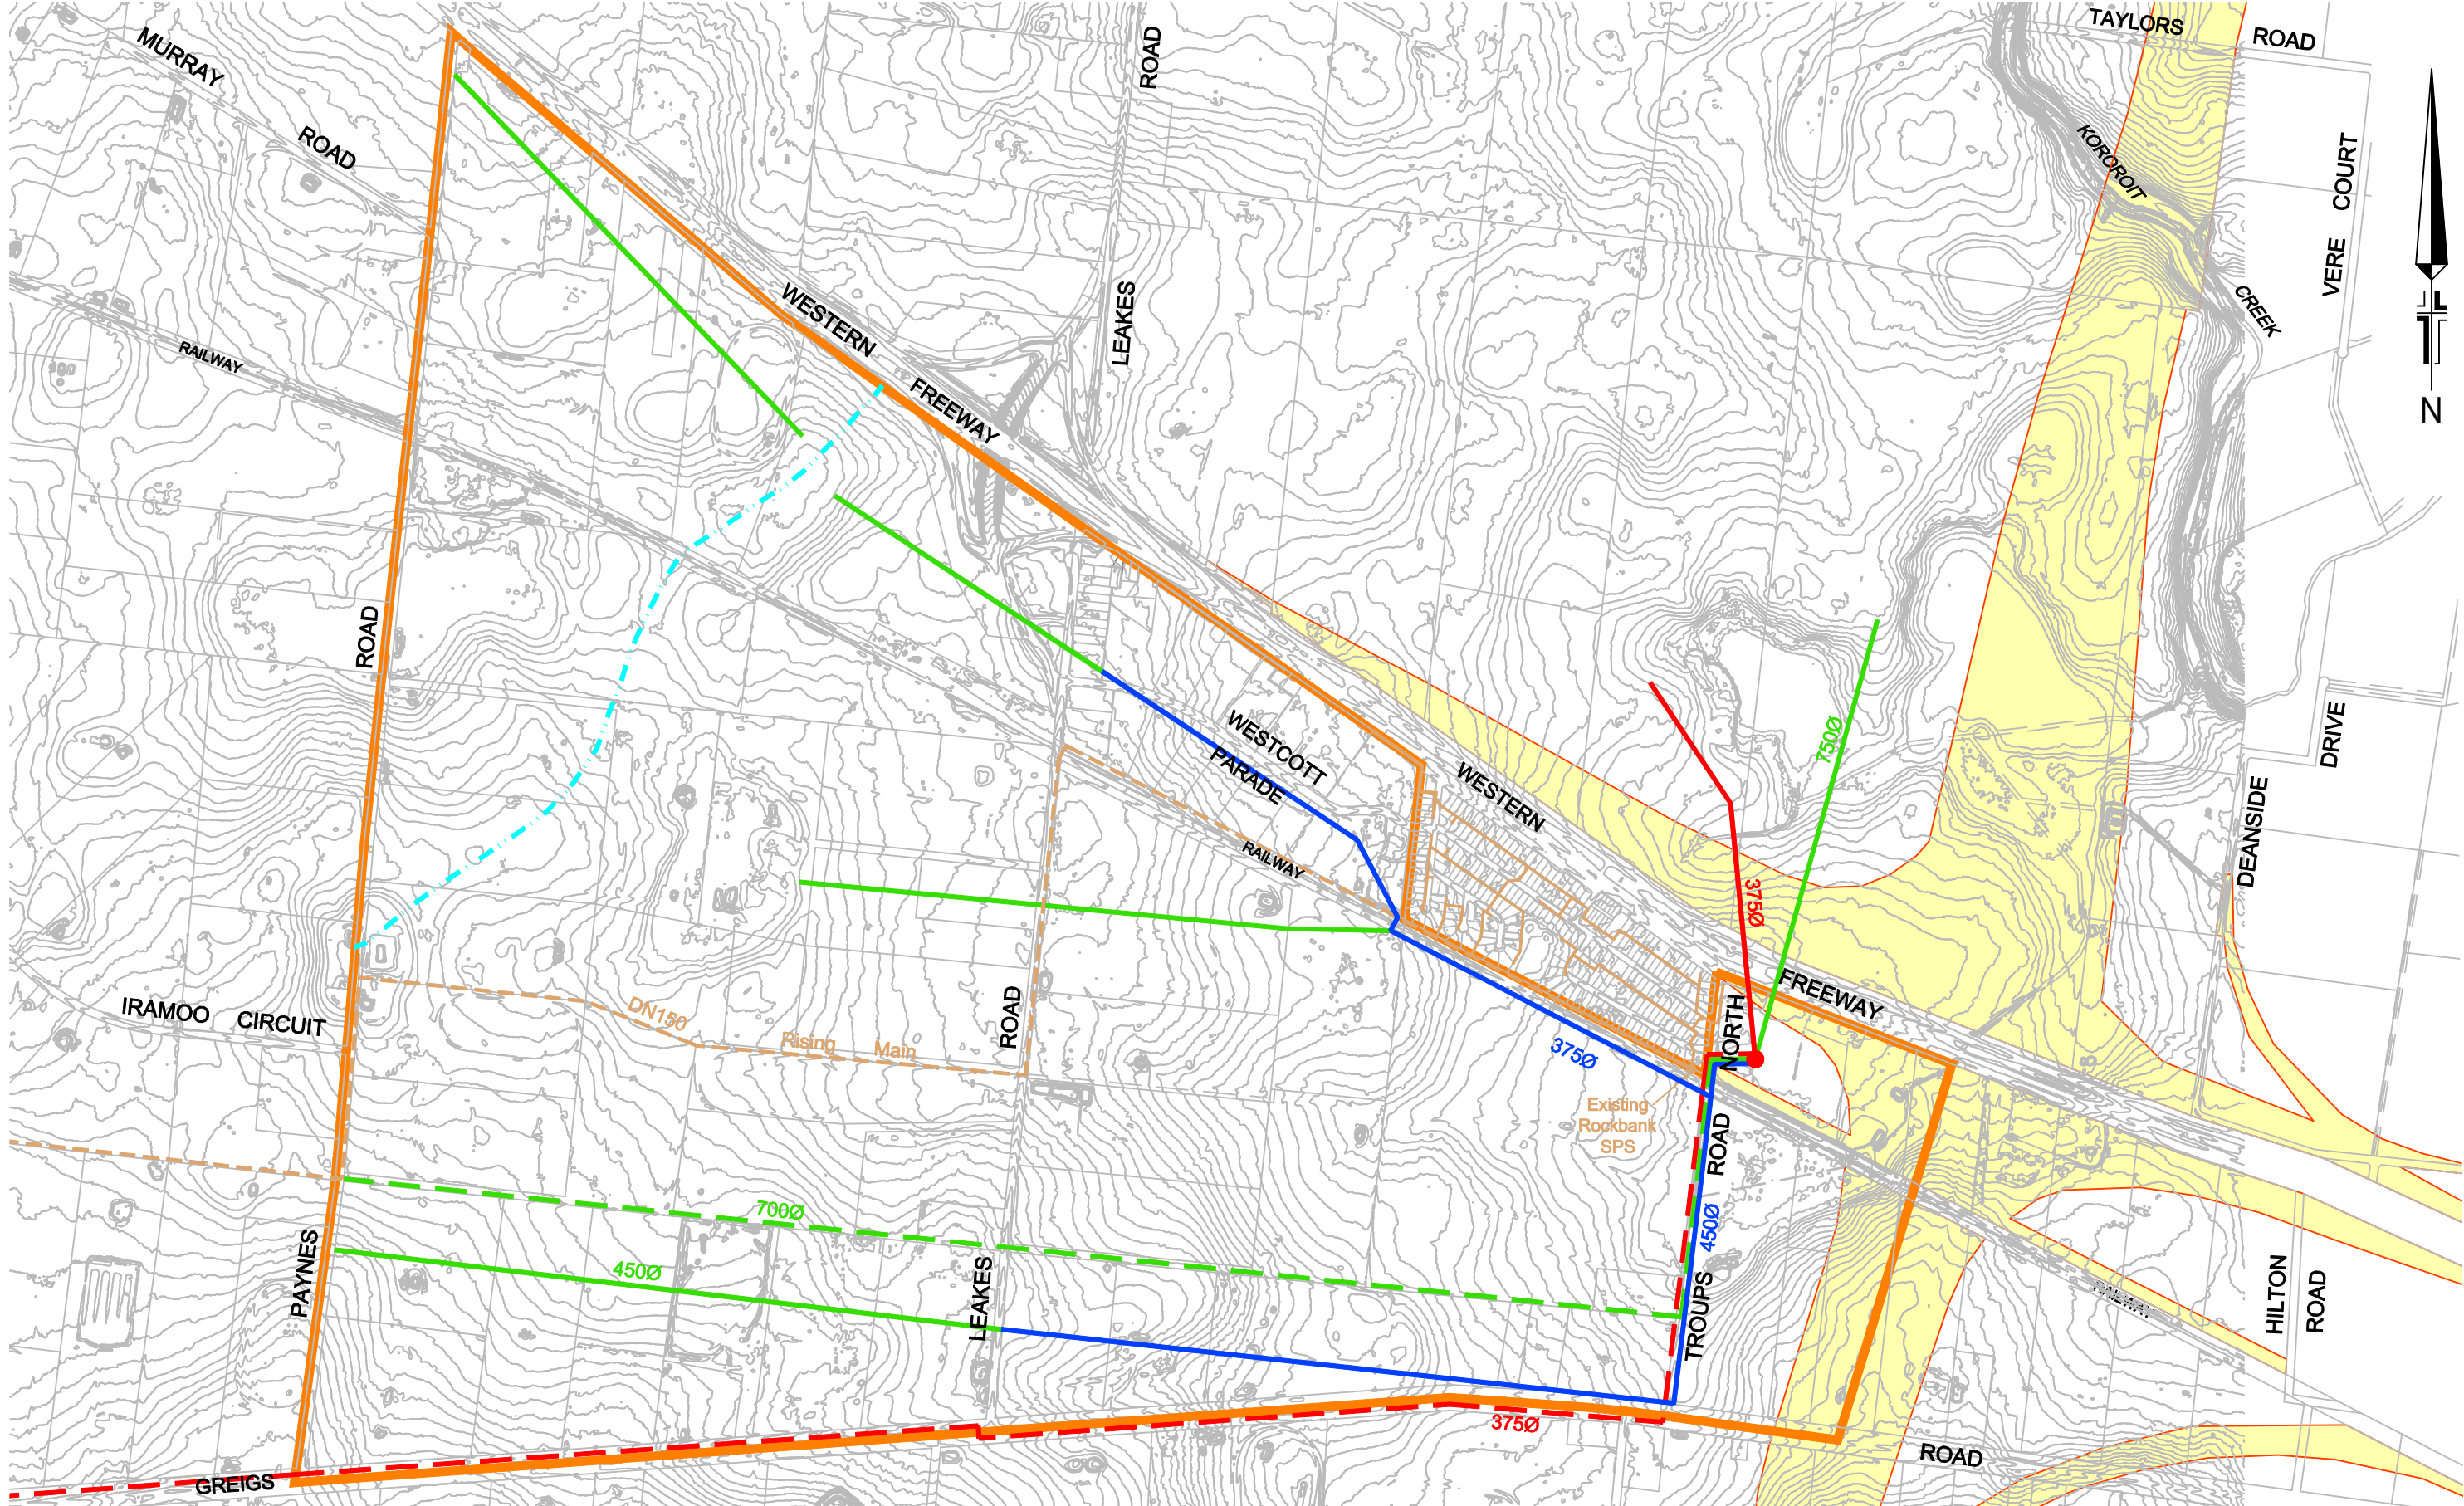 TAYLORS
ROAD
MURRAY
ROAD
ROAD
LEAKES
KOROROIT
CREEK
VERE COURT
N
WESTERN
FREEWAY
RAILWAY
ROAD
WESTCOTT
PARADE
WESTERN
RAILWAY
750Ø
375Ø
DEANSIDE
DRIVE
FREEWAY
NORTH
IRAMOO CIRCUIT
DN150
Rising Main
ROAD
375Ø
Existing
Rockbank
SPS
ROAD
450Ø
TROUPS
700Ø
450Ø
PAYNES
LEAKES
RAILWAY
HILTON
ROAD
375Ø
GREIGS
ROAD